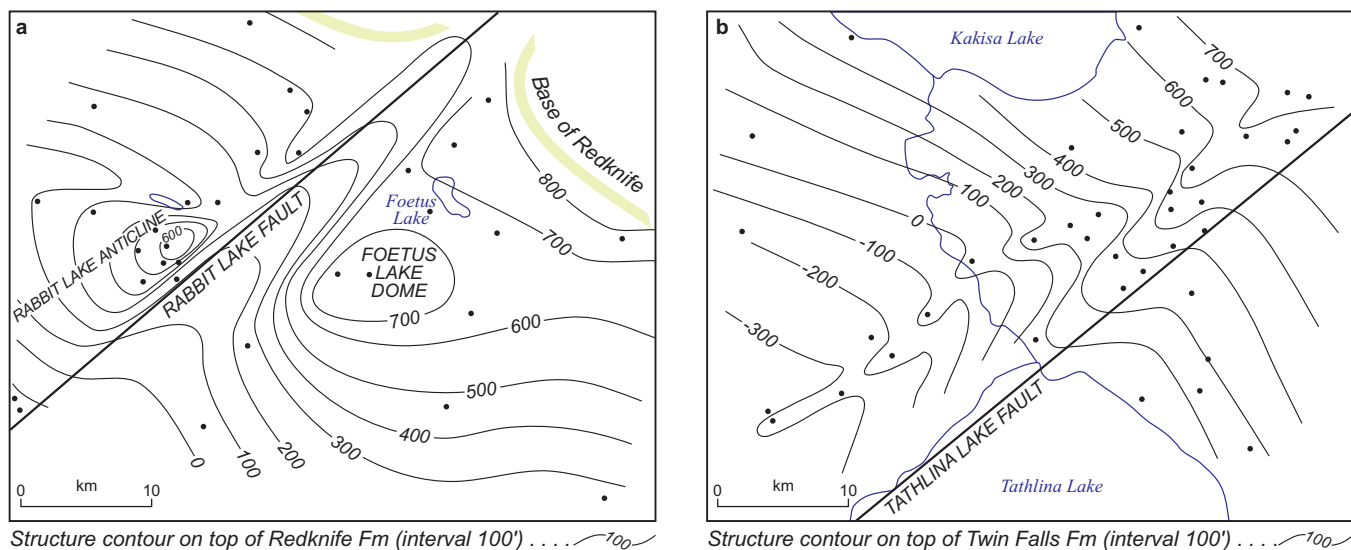 a
Base of Redknife
800
Foetus
Lake
700
RABBIT LAKE ANTICLINE
600
RABBIT LAKE FAULT
FOETUS
LAKE
DOME
700
600
500
400
300
200
100
0
km
0 10
Structure contour on top of Redknife Fm (interval 100') . . . . 100
b
Kakisa Lake
700
600
500
400
300
200
100
0
-100
-200
-300
TATHLINA LAKE FAULT
Tathlina Lake
km
0 10
Structure contour on top of Twin Falls Fm (interval 100') . . . . 100